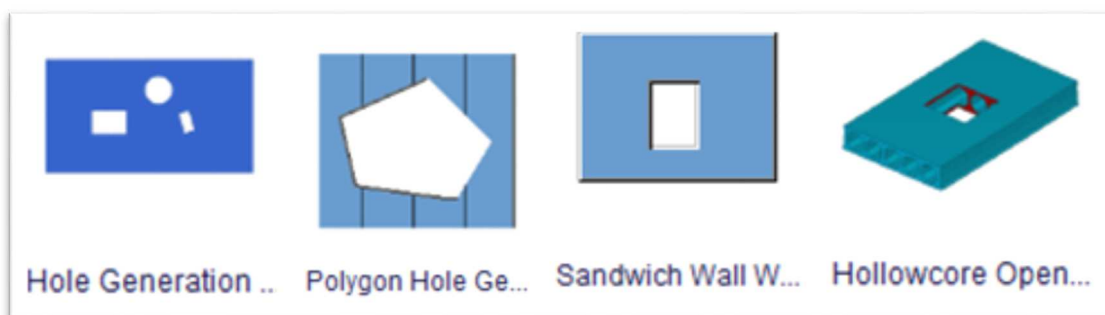 Hole Generation ..
Polygon Hole Ge...
Sandwich Wall W...
Hollowcore Open...